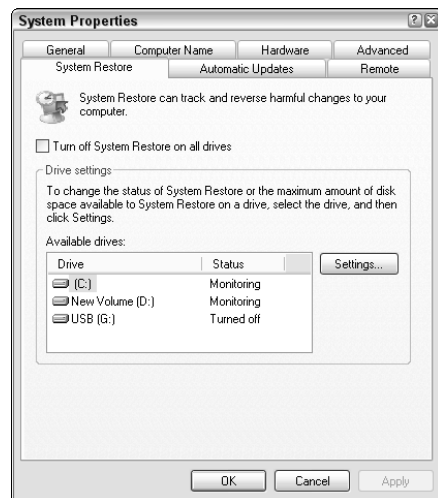 System Properties
General Computer Name Hardware Advanced
System Restore Automatic Updates Remote
System Restore can track and reverse harmful changes to your
computer.
Turn off System Restore on all drives
Drive settings
To change the status of System Restore or the maximum amount of disk
space available to System Restore on a drive, select the drive, and then
click Settings.
Available drives:
Drive Status
(C:) Monitoring
New Volume (D:) Monitoring
USB (G:) Turned off
Settings...
OK Cancel Apply